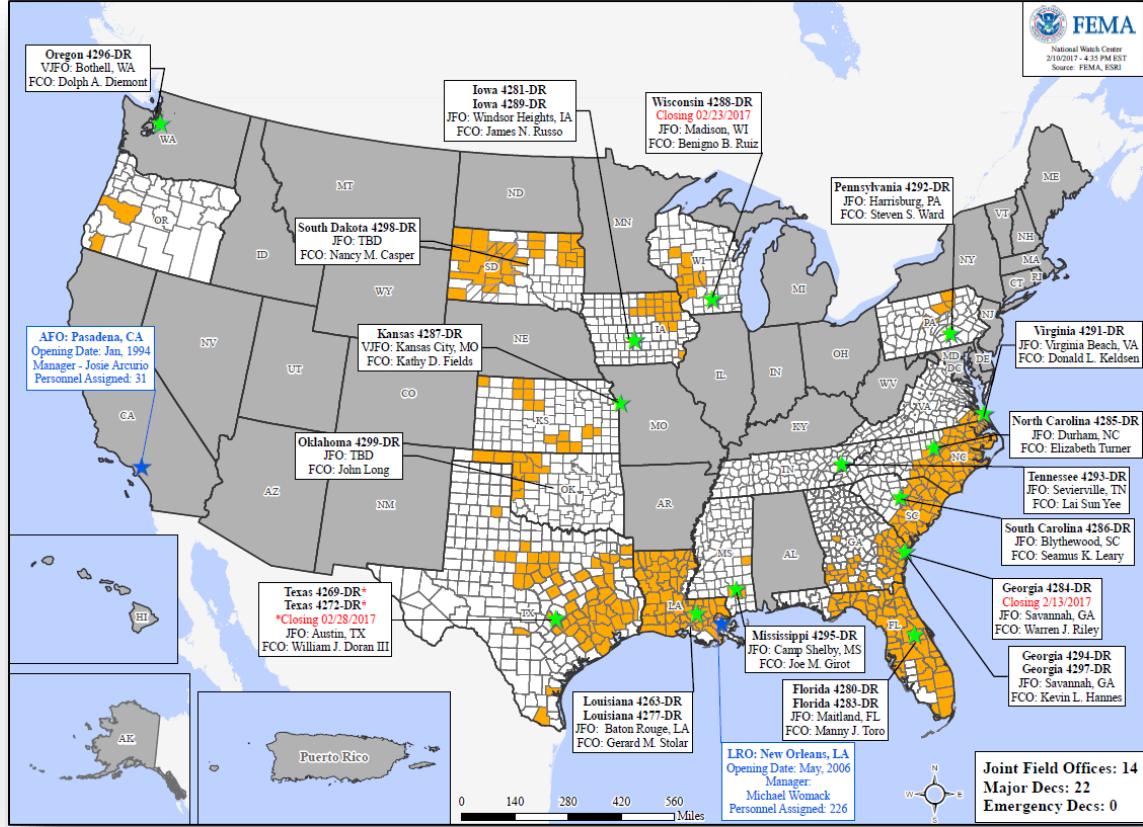 FEMA
National Watch Center
2/10/2017 - 4:35 PM EST
Source: FEMA, ESRI
Oregon 4296-DR
VJFO: Bothell, WA
FCO: Dolph A. Diemont
Iowa 4281-DR
Iowa 4289-DR
JFO: Windsor Heights, IA
FCO: James N. Russo
Wisconsin 4288-DR
Closing 02/23/2017
JFO: Madison, WI
FCO: Benigno B. Ruiz
Pennsylvania 4292-DR
JFO: Harrisburg, PA
FCO: Steven S. Ward
South Dakota 4298-DR
JFO: TBD
FCO: Nancy M. Casper
Kansas 4287-DR
VJFO: Kansas City, MO
FCO: Kathy D. Fields
AFO: Pasadena, CA
Opening Date: Jan, 1994
Manager - Josie Arcurio
Personnel Assigned: 31
Virginia 4291-DR
JFO: Virginia Beach, VA
FCO: Donald L. Keldsen
North Carolina 4285-DR
JFO: Durham, NC
FCO: Elizabeth Turner
Oklahoma 4299-DR
JFO: TBD
FCO: John Long
Tennessee 4293-DR
JFO: Sevierville, TN
FCO: Lai Sun Yee
South Carolina 4286-DR
JFO: Blythewood, SC
FCO: Seamus K. Leary
Georgia 4284-DR
Closing 2/13/2017
JFO: Savannah, GA
FCO: Warren J. Riley
Texas 4269-DR*
Texas 4272-DR*
*Closing 02/28/2017
JFO: Austin, TX
FCO: William J. Doran III
Mississippi 4295-DR
JFO: Camp Shelby, MS
FCO: Joe M. Girot
Georgia 4294-DR
Georgia 4297-DR
JFO: Savannah, GA
FCO: Kevin L. Hannes
Louisiana 4263-DR
Louisiana 4277-DR
JFO: Baton Rouge, LA
FCO: Gerard M. Stolar
Florida 4280-DR
Florida 4283-DR
JFO: Maitland, FL
FCO: Manny J. Toro
LRO: New Orleans, LA
Opening Date: May, 2006
Manager:
Michael Womack
Personnel Assigned: 226
Joint Field Offices: 14
Major Decs: 22
Emergency Decs: 0
WA
MT
ND
MN
ME
VT
NH
MA
RI
CT
NY
OR
ID
SD
WI
MI
WY
IA
PA
NJ
NV
NE
OH
MD
DE
DC
UT
IL
IN
WV
CA
CO
KS
MO
KY
VA
NC
TN
AZ
NM
OK
AR
SC
MS
AL
GA
TX
LA
FL
HI
AK
Puerto Rico
N
W
E
S
0 140 280 420 560
Miles